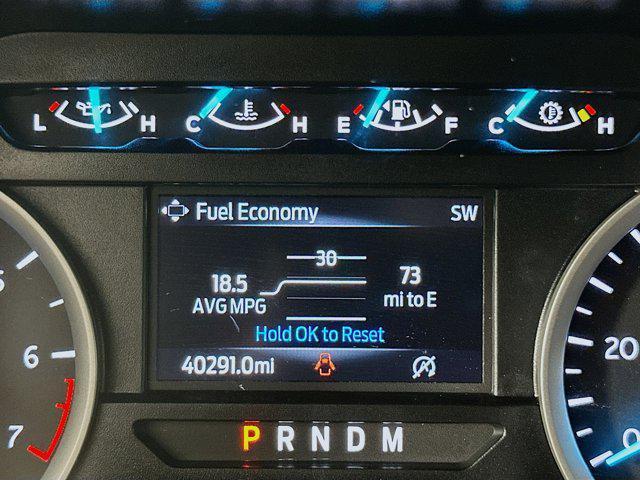 L H C H E F C H
Fuel Economy SW
30
18.5 73
AVG MPG mi to E
Hold OK to Reset
40291.0mi
6 20
7 0
P R N D M